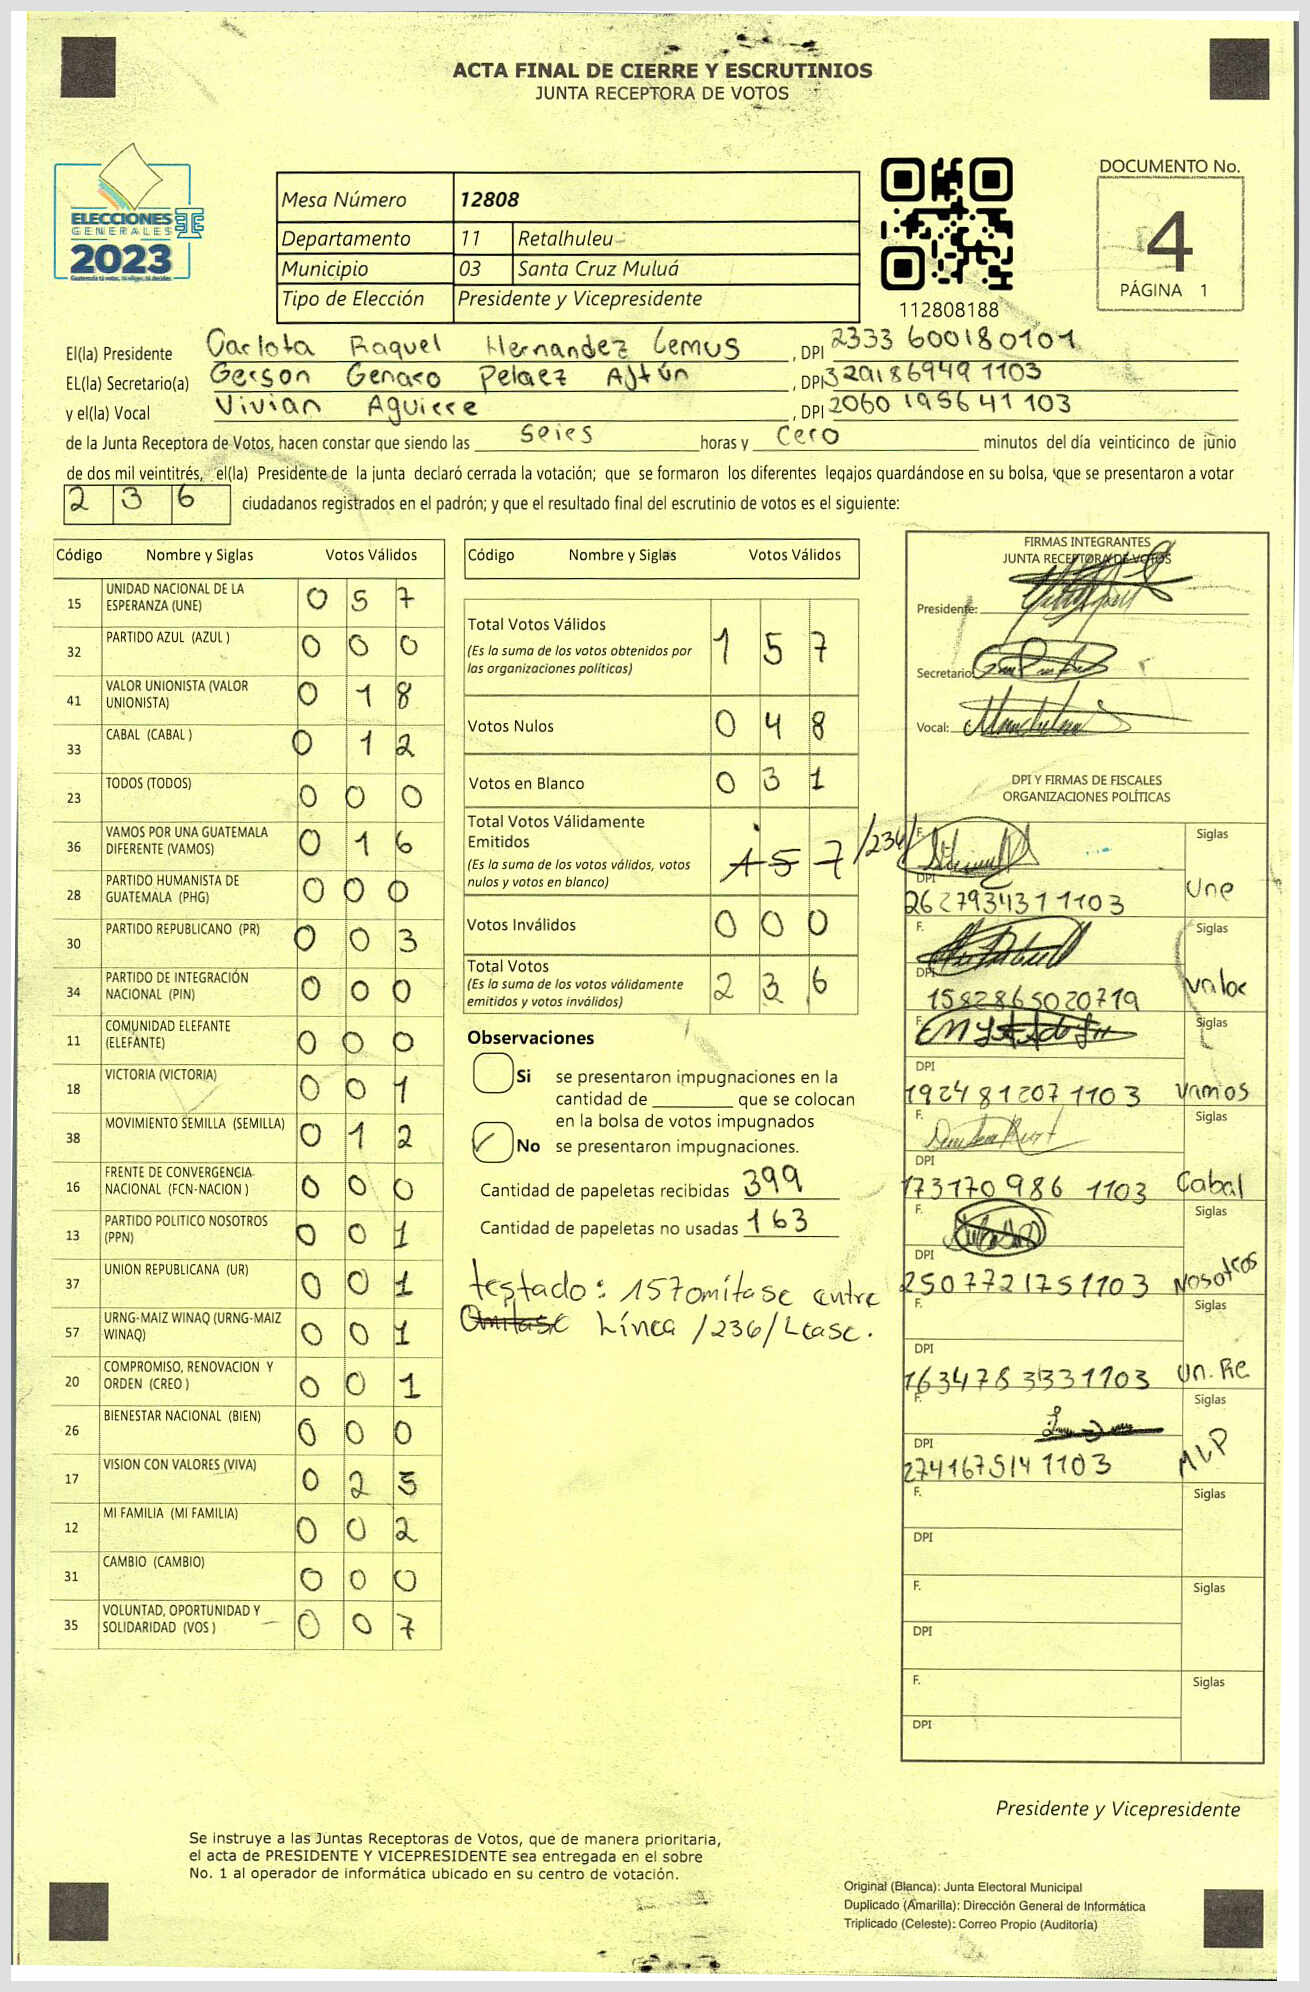 ACTA FINAL DE CIERRE Y ESCRUTINIOS
JUNTA RECEPTORA DE VOTOS
ELECCIONES
GENERALES
2023
Mesa Número 12808
Departamento 11 Retalhuleu
Municipio 03 Santa Cruz Muluá
Tipo de Elección Presidente y Vicepresidente
112808188
DOCUMENTO No.
4
PÁGINA 1
El(la) Presidente Carlota Raquel Hernandez Lemus, DPI 2333 600180101
EL(la) Secretario(a) Gerson Genaro Pelaez Ajtún, DPI 3201869491103
y el(la) Vocal Vivian Aguirre, DPI 2060 195641103
de la Junta Receptora de Votos, hacen constar que siendo las seies horas y cero minutos del día veinticinco de junio
de dos mil veintitrés, el(la) Presidente de la junta declaró cerrada la votación; que se formaron los diferentes legajos guardándose en su bolsa, que se presentaron a votar
2 3 6 ciudadanos registrados en el padrón; y que el resultado final del escrutinio de votos es el siguiente:
Código Nombre y Siglas Votos Válidos
15 UNIDAD NACIONAL DE LA ESPERANZA (UNE) 0 5 7
32 PARTIDO AZUL (AZUL ) 0 0 0
41 VALOR UNIONISTA (VALOR UNIONISTA) 0 1 8
33 CABAL (CABAL ) 0 1 2
23 TODOS (TODOS) 0 0 0
36 VAMOS POR UNA GUATEMALA DIFERENTE (VAMOS) 0 1 6
28 PARTIDO HUMANISTA DE GUATEMALA (PHG) 0 0 0
30 PARTIDO REPUBLICANO (PR) 0 0 3
34 PARTIDO DE INTEGRACIÓN NACIONAL (PIN) 0 0 0
11 COMUNIDAD ELEFANTE (ELEFANTE) 0 0 0
18 VICTORIA (VICTORIA) 0 0 1
38 MOVIMIENTO SEMILLA (SEMILLA) 0 1 2
16 FRENTE DE CONVERGENCIA NACIONAL (FCN-NACION ) 0 0 0
13 PARTIDO POLITICO NOSOTROS (PPN) 0 0 1
37 UNION REPUBLICANA (UR) 0 0 1
57 URNG-MAIZ WINAQ (URNG-MAIZ WINAQ) 0 0 1
20 COMPROMISO, RENOVACION Y ORDEN (CREO ) 0 0 1
26 BIENESTAR NACIONAL (BIEN) 0 0 0
17 VISION CON VALORES (VIVA) 0 2 5
12 MI FAMILIA (MI FAMILIA) 0 0 2
31 CAMBIO (CAMBIO) 0 0 0
35 VOLUNTAD, OPORTUNIDAD Y SOLIDARIDAD (VOS ) 0 0 7
Código Nombre y Siglas Votos Válidos
Total Votos Válidos 1 5 7
(Es la suma de los votos obtenidos por las organizaciones políticas)
Votos Nulos 0 4 8
Votos en Blanco 0 3 1
Total Votos Válidamente Emitidos 1 5 7 /236/
(Es la suma de los votos válidos, votos nulos y votos en blanco)
Votos Inválidos 0 0 0
Total Votos 2 3 6
(Es la suma de los votos válidamente emitidos y votos inválidos)
Observaciones
Si se presentaron impugnaciones en la
cantidad de ________ que se colocan
en la bolsa de votos impugnados
No se presentaron impugnaciones.
Cantidad de papeletas recibidas 399
Cantidad de papeletas no usadas 163
testado: 157 omitase entre
Omitase Línea /236/ Lease.
FIRMAS INTEGRANTES
JUNTA RECEPTORA DE VOTOS
Presidente:
Secretario
Vocal:
DPI Y FIRMAS DE FISCALES
ORGANIZACIONES POLÍTICAS
F. Siglas
DPI 2627934311103 Une
F. Siglas
DPI 1582865020719 Valor
F. Siglas
DPI 1924812071103 Vamos
F. Siglas
DPI 173170986 1103 Cabal
F. Siglas
DPI 2507721751103 Nosotros
F. Siglas
DPI 1634783331103 Un. Re
F. Siglas
DPI 2741675141103 MLP
F. Siglas
DPI
F. Siglas
DPI
F. Siglas
DPI
Presidente y Vicepresidente
Se instruye a las Juntas Receptoras de Votos, que de manera prioritaria,
el acta de PRESIDENTE Y VICEPRESIDENTE sea entregada en el sobre
No. 1 al operador de informática ubicado en su centro de votación.
Original (Blanca): Junta Electoral Municipal
Duplicado (Amarilla): Dirección General de Informática
Triplicado (Celeste): Correo Propio (Auditoría)